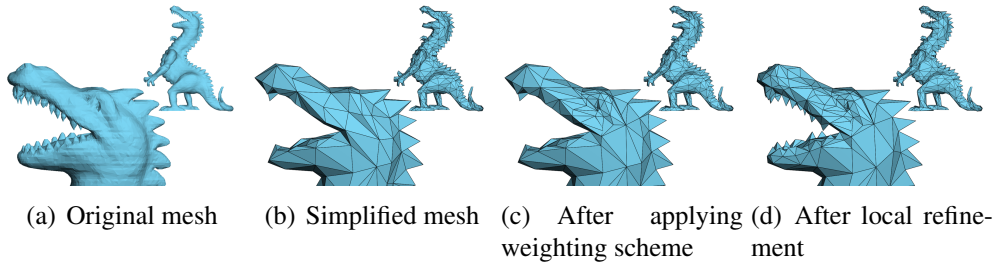 (a) Original mesh
(b) Simplified mesh
(c) After applying
weighting scheme
(d) After local refine-
ment